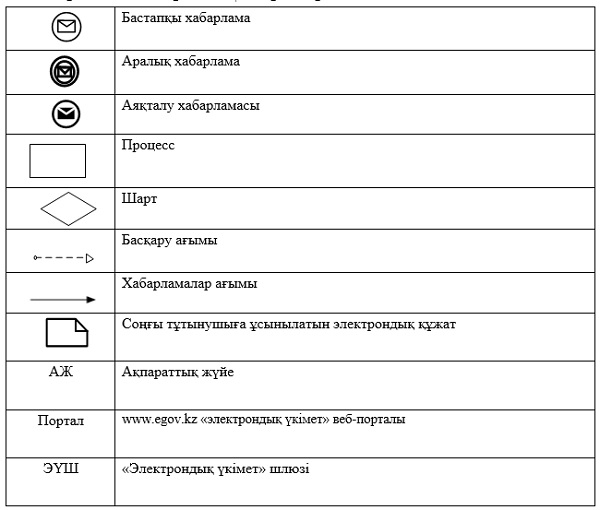 Бастапқы хабарлама
Аралық хабарлама
Аяқталу хабарламасы
Процесс
Шарт
Басқару ағымы
Хабарламалар ағымы
Соңғы тұтынушыға ұсынылатын электрондық құжат
АЖ Ақпараттық жүйе
Портал www.egov.kz «электрондық үкімет» веб-порталы
ЭҮШ «Электрондық үкімет» шлюзі